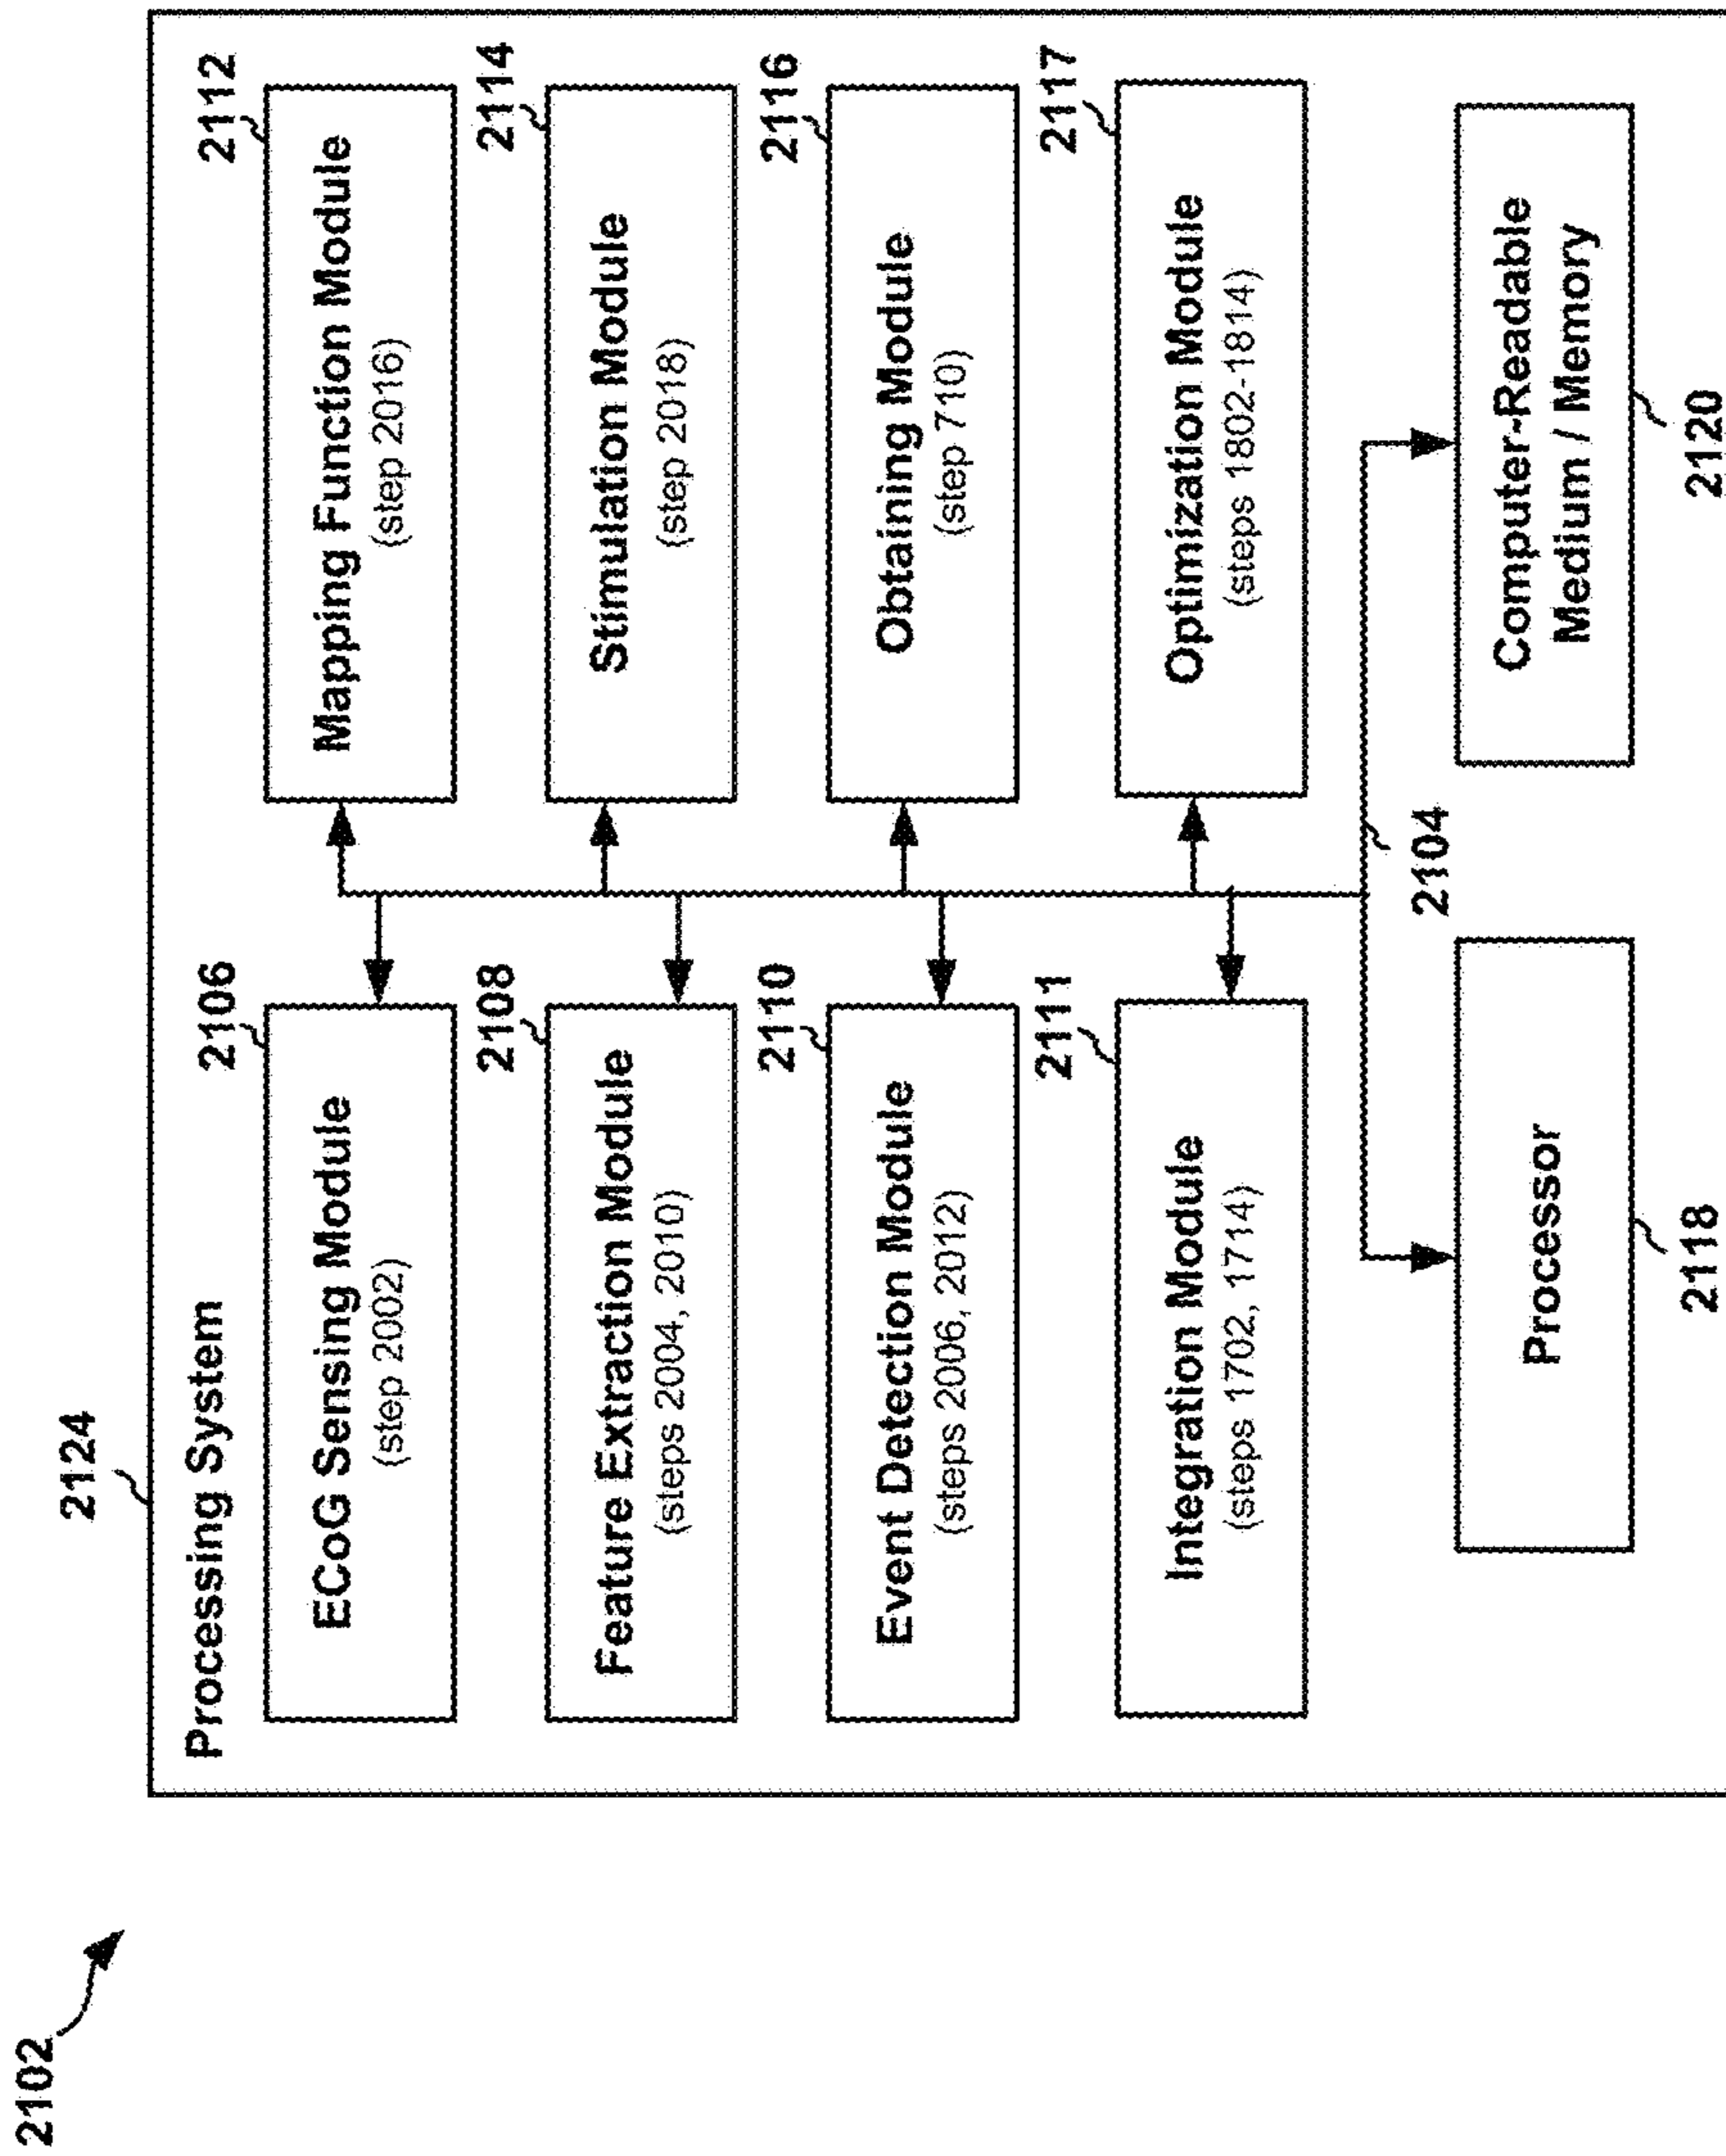 2102
2124
Processing System
2106
ECoG Sensing Module
(step 2002)
2112
Mapping Function Module
(step 2016)
2108
Feature Extraction Module
(steps 2004, 2010)
2114
Stimulation Module
(step 2018)
2110
Event Detection Module
(steps 2006, 2012)
2116
Obtaining Module
(step 710)
2111
Integration Module
(steps 1702, 1714)
2117
Optimization Module
(steps 1802-1814)
2104
Processor
2118
Computer-Readable
Medium / Memory
2120